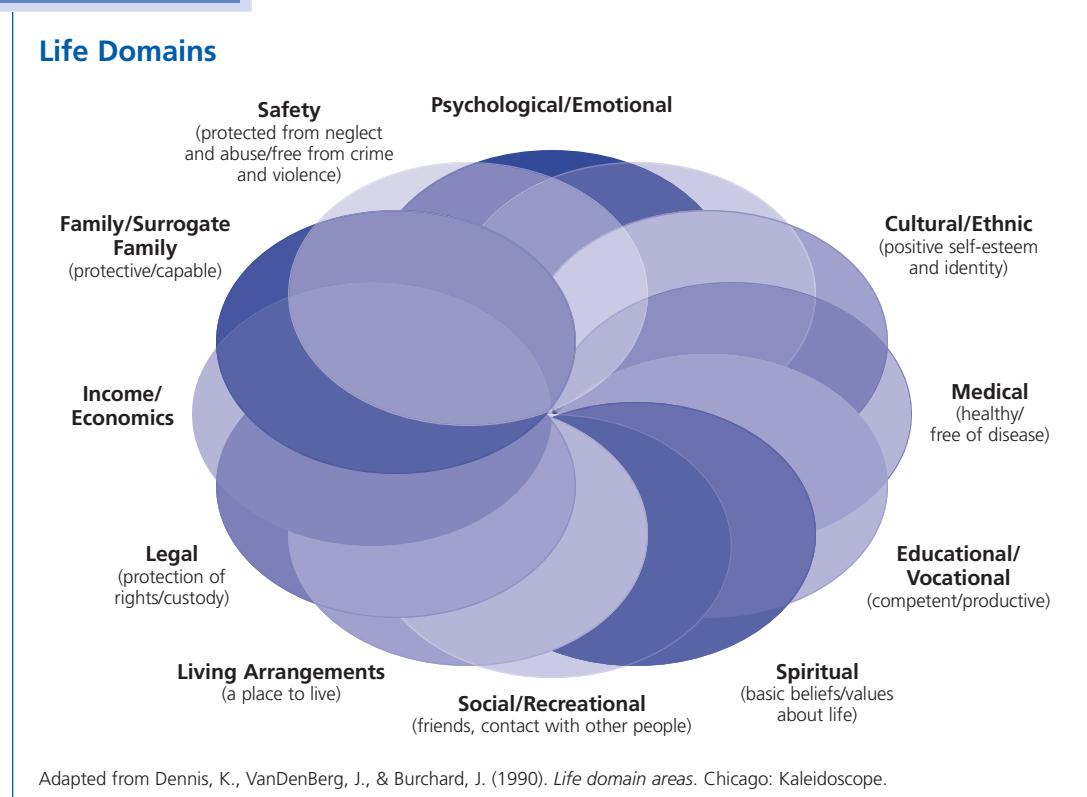 Life Domains
Psychological/Emotional
Safety
(protected from neglect
and abuse/free from crime
and violence)
Family/Surrogate
Family
(protective/capable)
Cultural/Ethnic
(positive self-esteem
and identity)
Income/
Economics
Medical
(healthy/
free of disease)
Legal
(protection of
rights/custody)
Educational/
Vocational
(competent/productive)
Living Arrangements
(a place to live)
Social/Recreational
(friends, contact with other people)
Spiritual
(basic beliefs/values
about life)
Adapted from Dennis, K., VanDenBerg, J., & Burchard, J. (1990). Life domain areas. Chicago: Kaleidoscope.